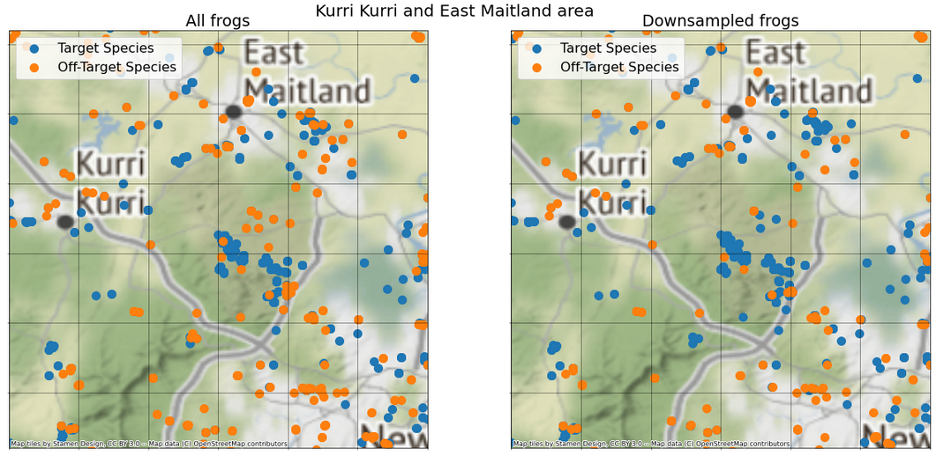 Kurri Kurri and East Maitland area
All frogs
Target Species
Off-Target Species
East
Maitland
Kurri
Kurri
New
Map tiles by Stamen Design, CC BY 3.0 -- Map data (C) OpenStreetMap contributors
Downsampled frogs
Target Species
Off-Target Species
East
Maitland
Kurri
Kurri
New
Map tiles by Stamen Design, CC BY 3.0 -- Map data (C) OpenStreetMap contributors